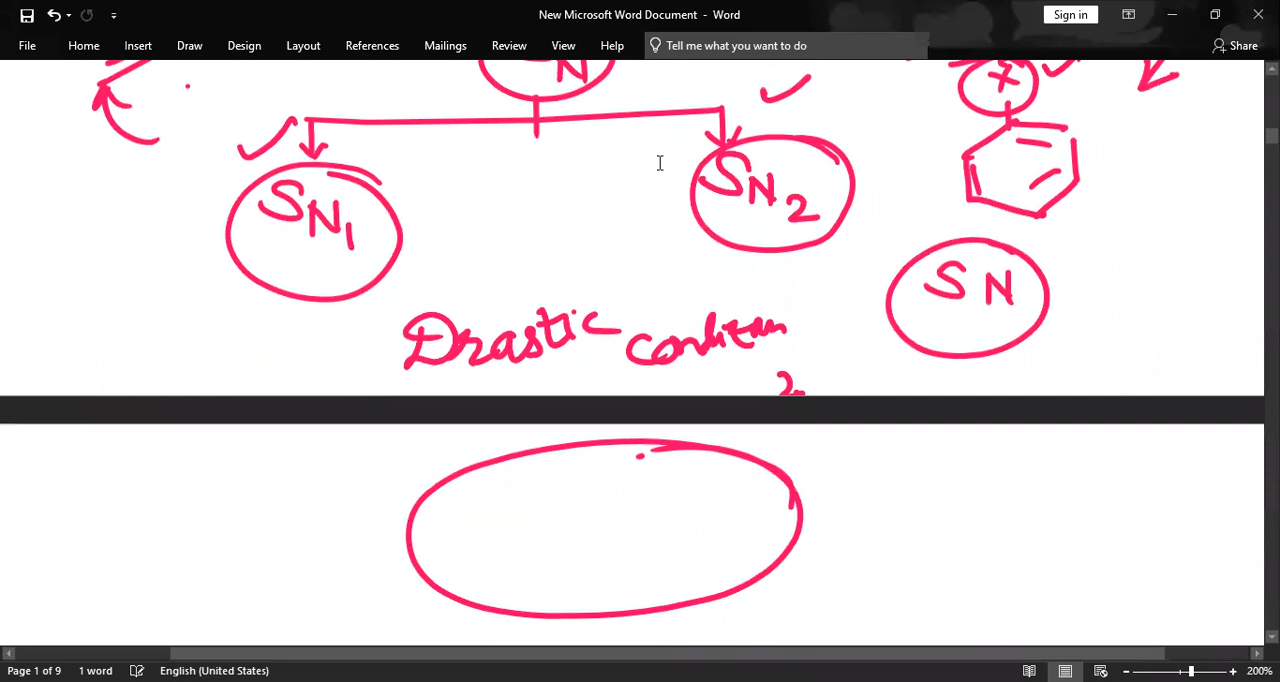 New Microsoft Word Document - Word
Sign in
File Home Insert Draw Design Layout References Mailings Review View Help Tell me what you want to do Share
N
X
SN1
SN2
SN
Drastic condition
2
Page 1 of 9 1 word English (United States) 200%